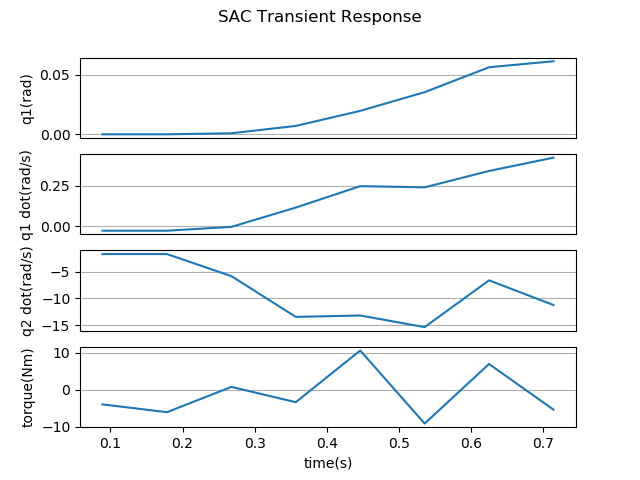 SAC Transient Response
q1(rad)
0.05
0.00
q1 dot(rad/s)
0.25
0.00
q2 dot(rad/s)
−5
−10
−15
torque(Nm)
10
0
−10
0.1 0.2 0.3 0.4 0.5 0.6 0.7
time(s)